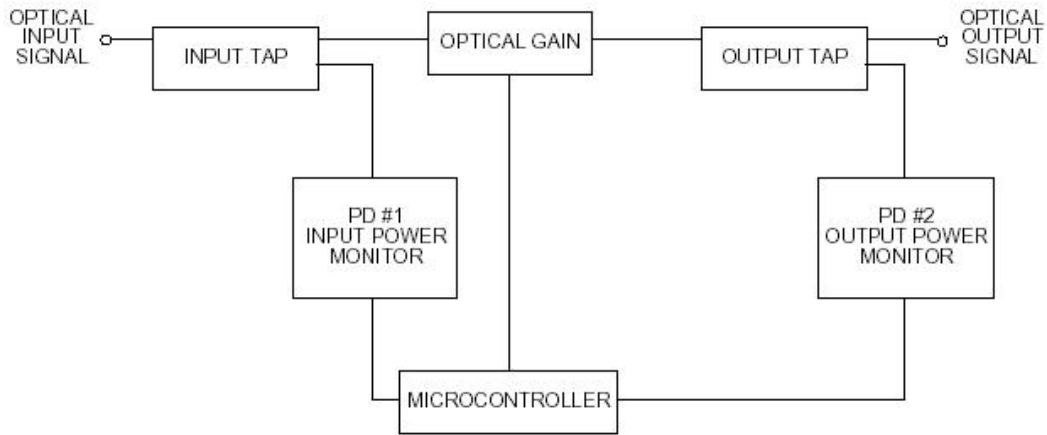 OPTICAL
INPUT
SIGNAL
INPUT TAP
OPTICAL GAIN
OUTPUT TAP
OPTICAL
OUTPUT
SIGNAL
PD #1
INPUT POWER
MONITOR
PD #2
OUTPUT POWER
MONITOR
MICROCONTROLLER